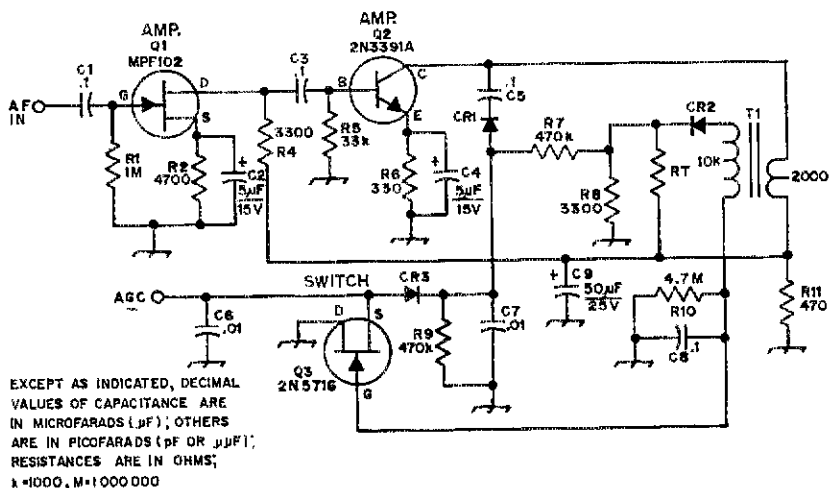 AMP.
Q1
MPF102
AMP.
Q2
2N3391A
C1
.1
AF
IN
G
D
S
R1
1M
R2
4700
C2
5µF
15V
+
C3
.1
3300
R4
R5
33k
B
C
E
R6
330
+
C4
5µF
15V
.1
C5
CR1
R7
470k
R8
3300
RT
CR2
T1
10K
2000
SWITCH
AGC
C6
.01
D
S
G
Q3
2N5716
CR3
R9
470k
C7
.01
+
C9
50µF
25V
4.7M
R10
C8
.1
R11
470
EXCEPT AS INDICATED, DECIMAL
VALUES OF CAPACITANCE ARE
IN MICROFARADS (µF); OTHERS
ARE IN PICOFARADS (pF OR µµF);
RESISTANCES ARE IN OHMS;
k=1000, M=1000000